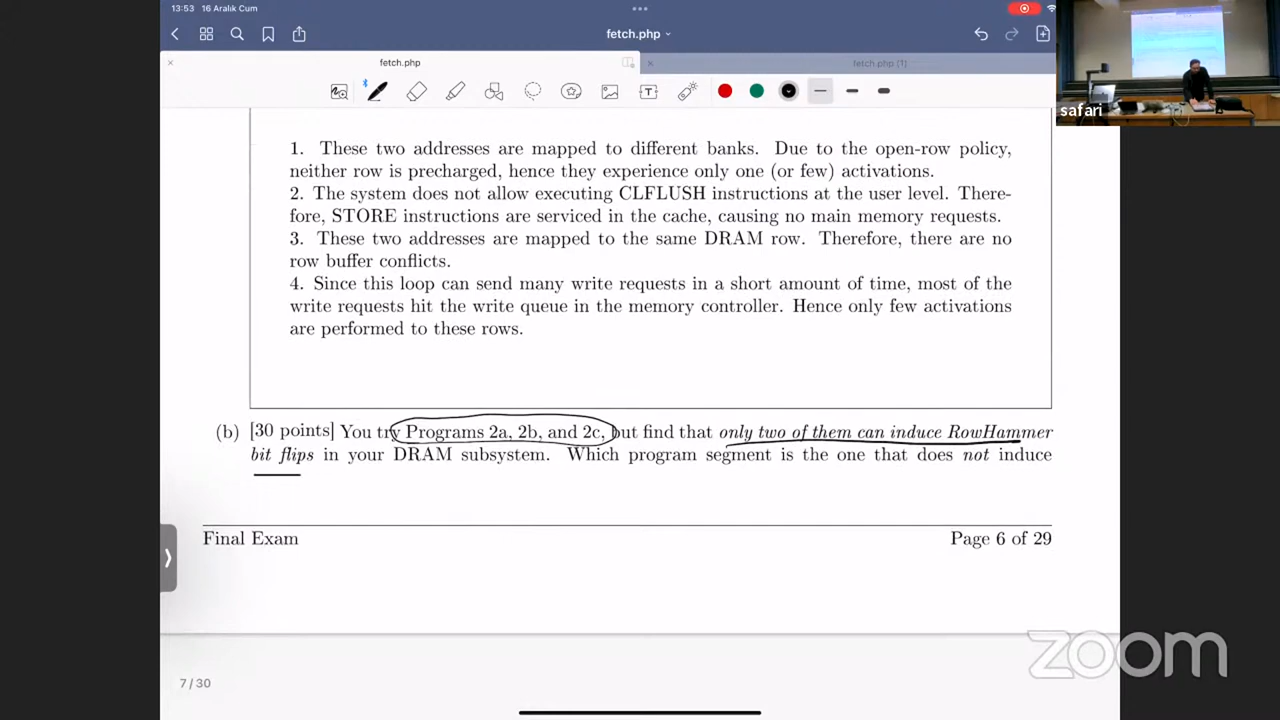 13:53 16 Aralık Cum
fetch.php
fetch.php
fetch.php (1)
safari
1. These two addresses are mapped to different banks. Due to the open-row policy,
neither row is precharged, hence they experience only one (or few) activations.
2. The system does not allow executing CLFLUSH instructions at the user level. There-
fore, STORE instructions are serviced in the cache, causing no main memory requests.
3. These two addresses are mapped to the same DRAM row. Therefore, there are no
row buffer conflicts.
4. Since this loop can send many write requests in a short amount of time, most of the
write requests hit the write queue in the memory controller. Hence only few activations
are performed to these rows.
(b) [30 points] You try Programs 2a, 2b, and 2c, but find that only two of them can induce RowHammer
bit flips in your DRAM subsystem. Which program segment is the one that does not induce
Final Exam
Page 6 of 29
7 / 30
zoom